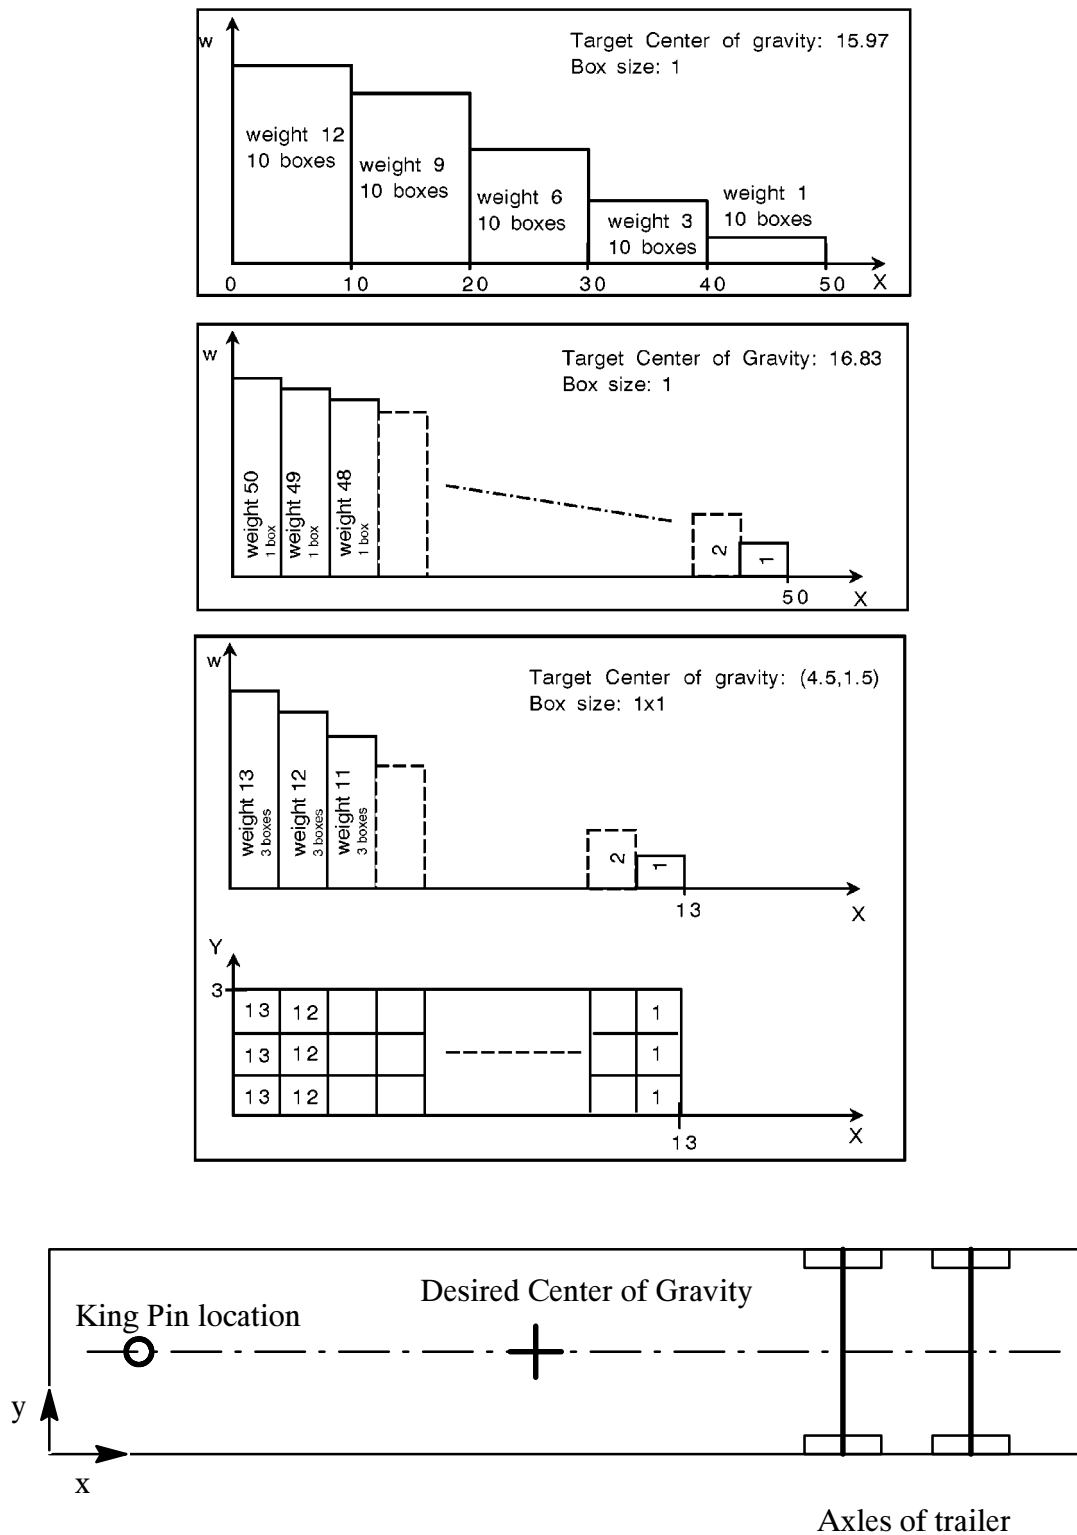 w
Target Center of gravity: 15.97
Box size: 1
weight 12
10 boxes
weight 9
10 boxes
weight 6
10 boxes
weight 3
10 boxes
weight 1
10 boxes
0 10 20 30 40 50 X
w
Target Center of Gravity: 16.83
Box size: 1
weight 50
1 box
weight 49
1 box
weight 48
1 box
2
1
50
X
w
Target Center of gravity: (4.5,1.5)
Box size: 1x1
weight 13
3 boxes
weight 12
3 boxes
weight 11
3 boxes
2
1
13
X
Y
3
13 12 1
13 12 1
13 12 1
13
X
Desired Center of Gravity
King Pin location
y
x
Axles of trailer